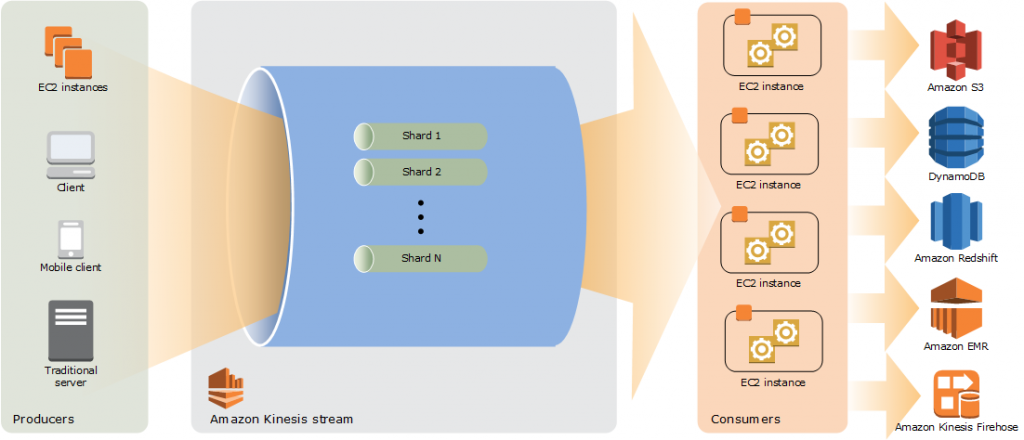 EC2 instances
Client
Mobile client
Traditional
server
Producers
Shard 1
Shard 2
Shard N
Amazon Kinesis stream
EC2 instance
EC2 instance
EC2 instance
EC2 instance
Consumers
Amazon S3
DynamoDB
Amazon Redshift
Amazon EMR
Amazon Kinesis Firehose